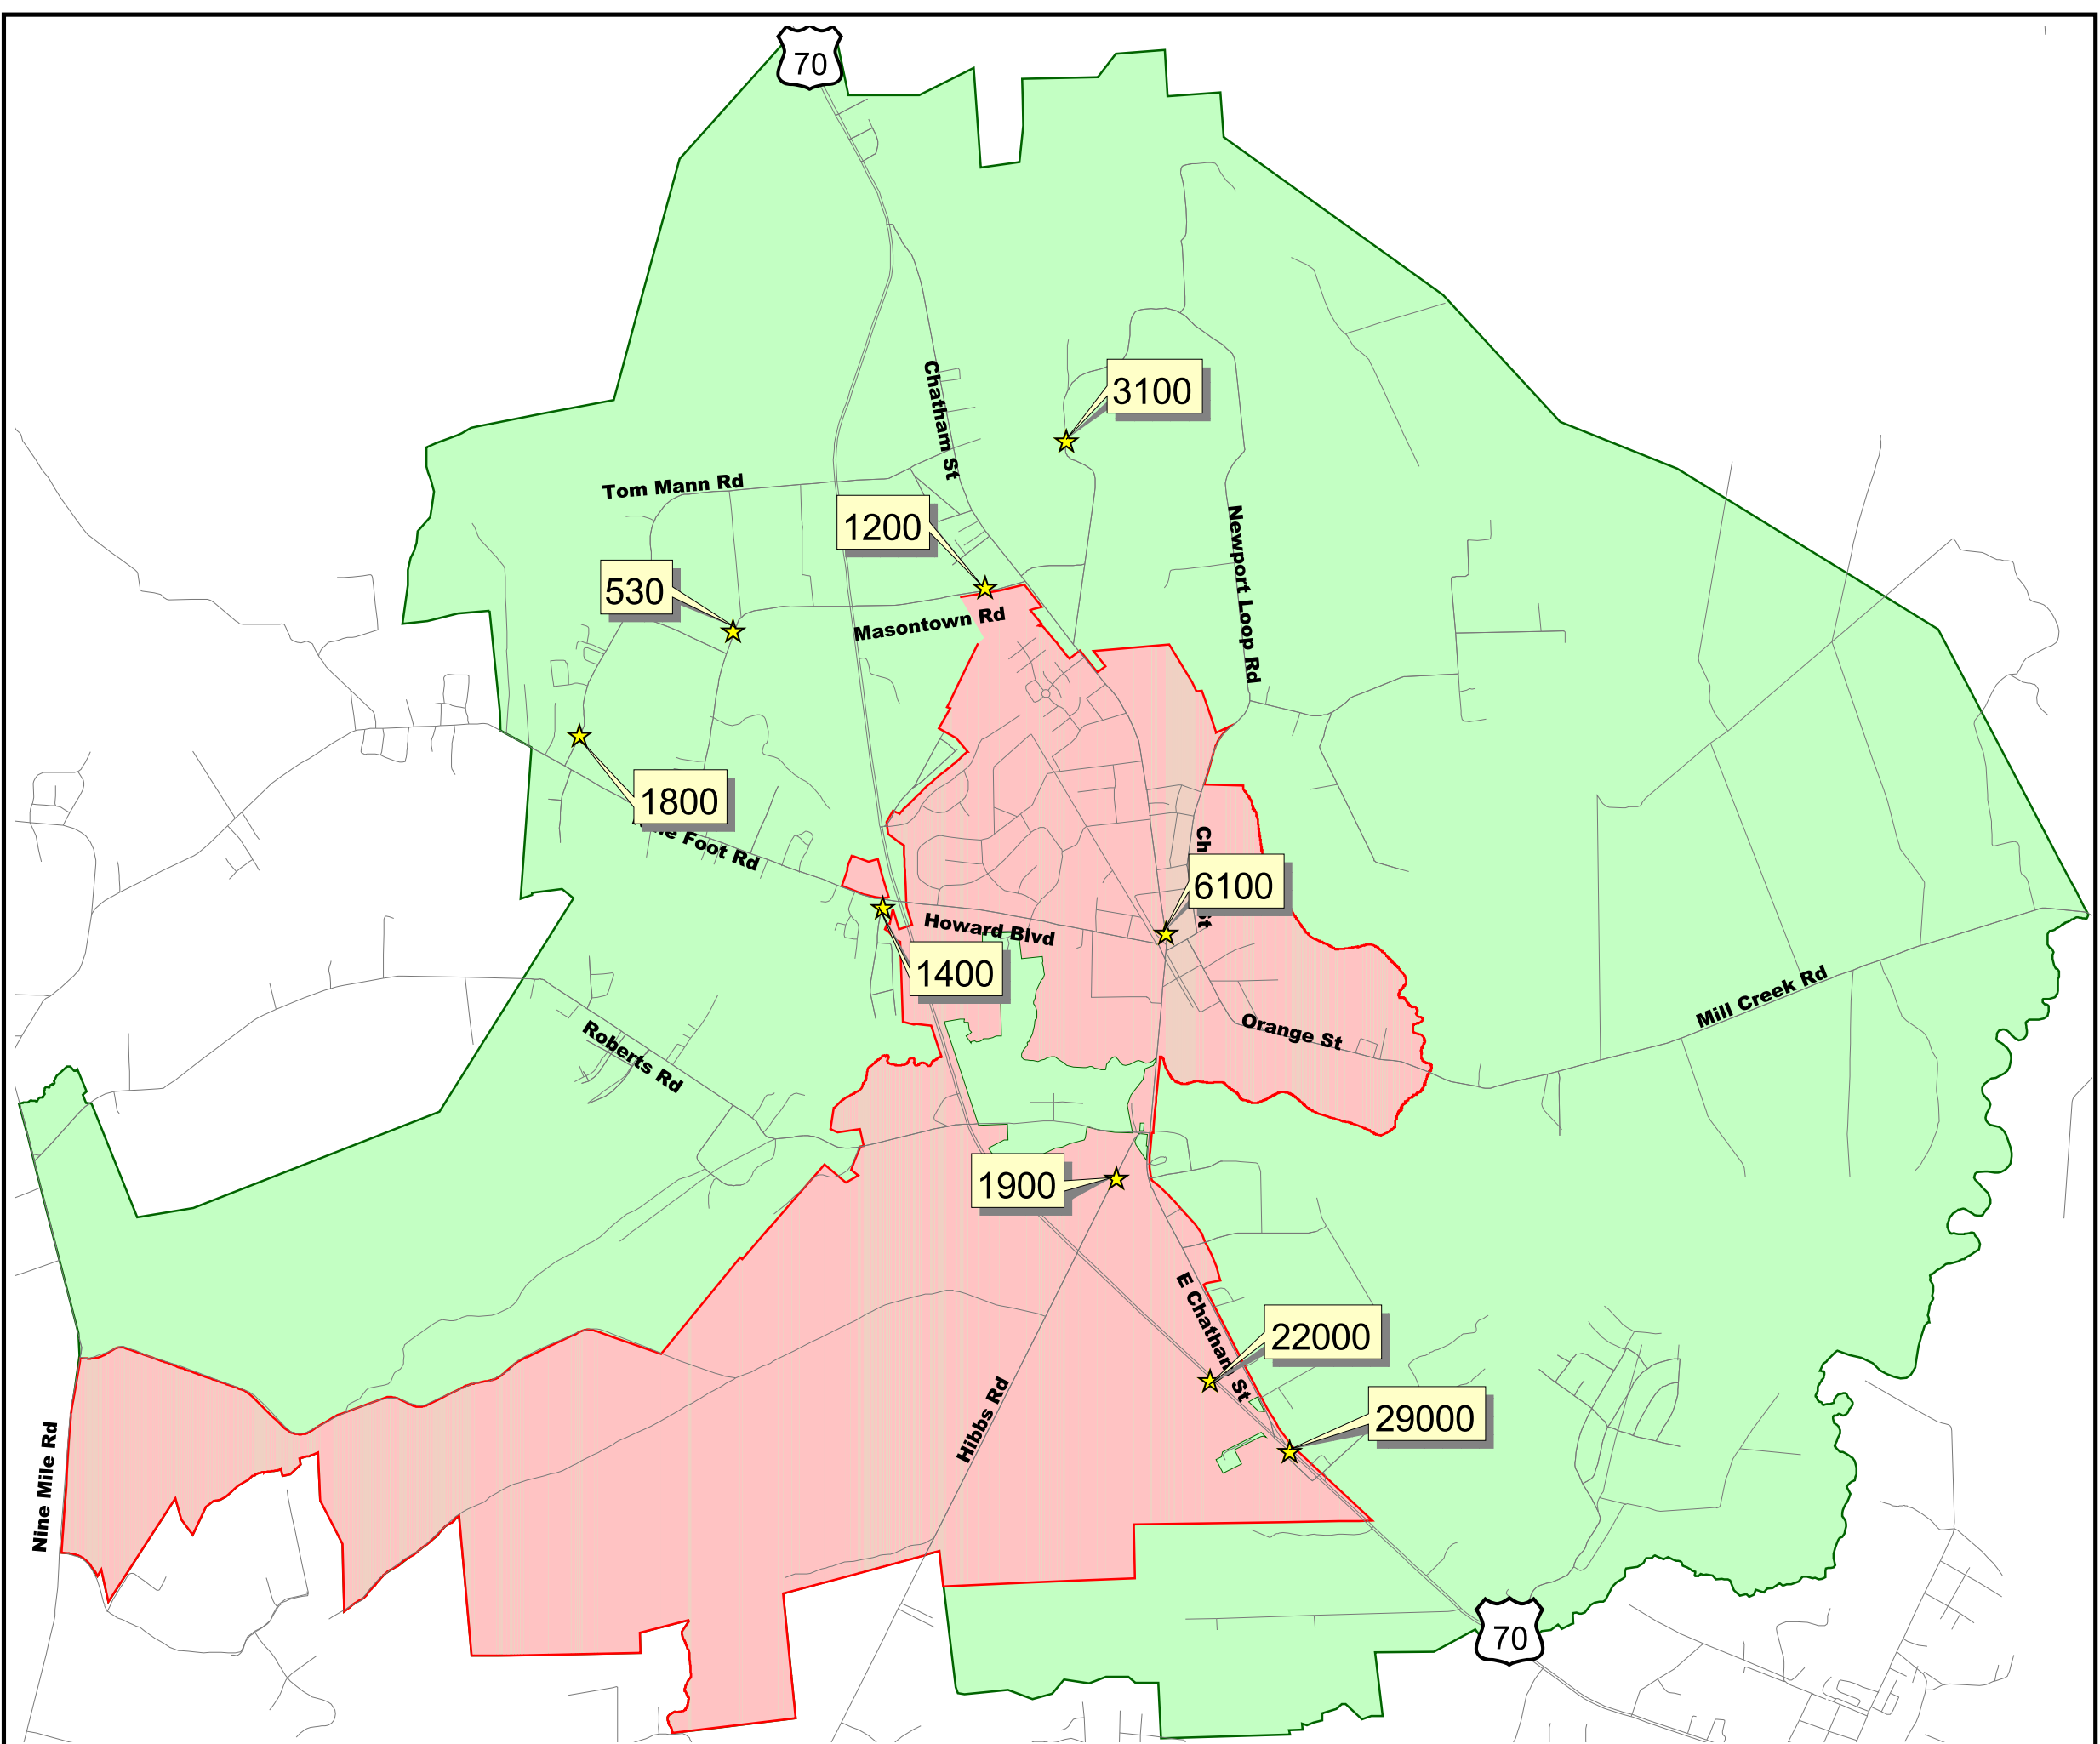 70
3100
Chatham St
Tom Mann Rd
1200
Newport Loop Rd
530
Masontown Rd
1800
Foot Rd
6100
Howard Blvd
1400
Mill Creek Rd
Orange St
Roberts Rd
1900
E Chatham St
22000
Hibbs Rd
29000
Nine Mile Rd
70